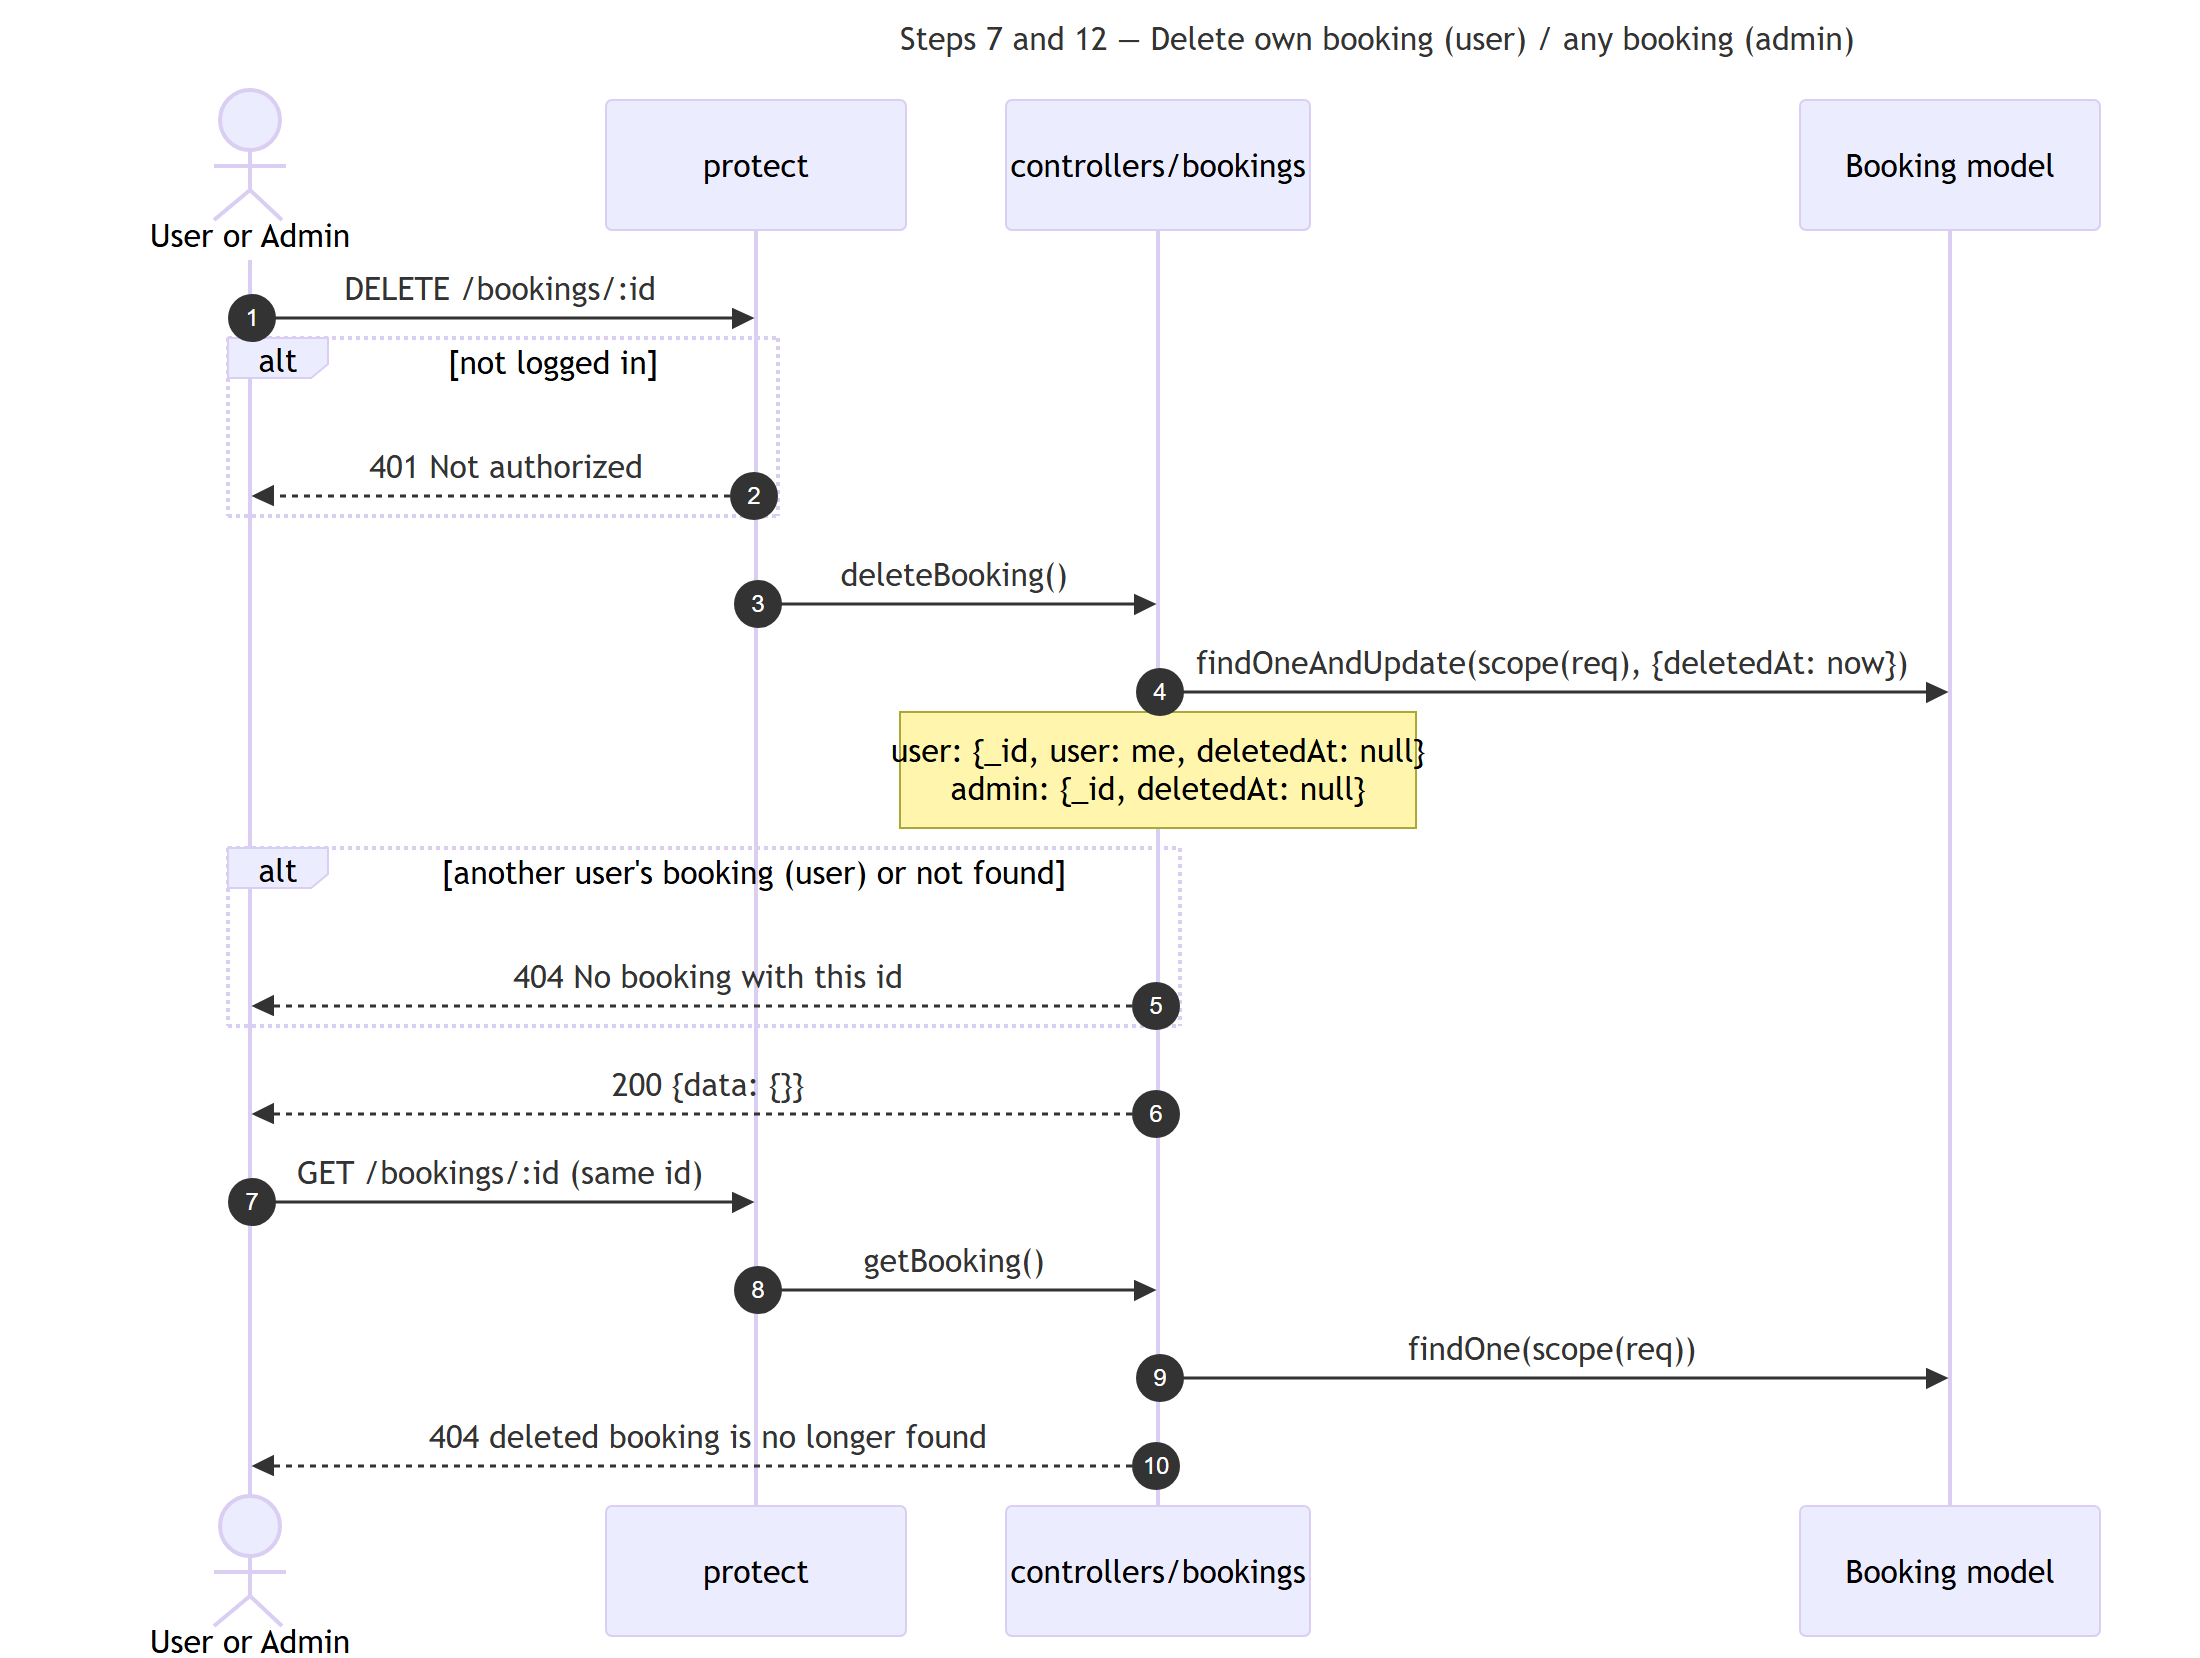 Steps 7 and 12 — Delete own booking (user) / any booking (admin)
User or Admin
protect
controllers/bookings
Booking model
DELETE /bookings/:id
1
alt
[not logged in]
401 Not authorized
2
deleteBooking()
3
findOneAndUpdate(scope(req), {deletedAt: now})
4
user: {_id, user: me, deletedAt: null}
admin: {_id, deletedAt: null}
alt
[another user's booking (user) or not found]
404 No booking with this id
5
200 {data: {}}
6
GET /bookings/:id (same id)
7
getBooking()
8
findOne(scope(req))
9
404 deleted booking is no longer found
10
User or Admin
protect
controllers/bookings
Booking model